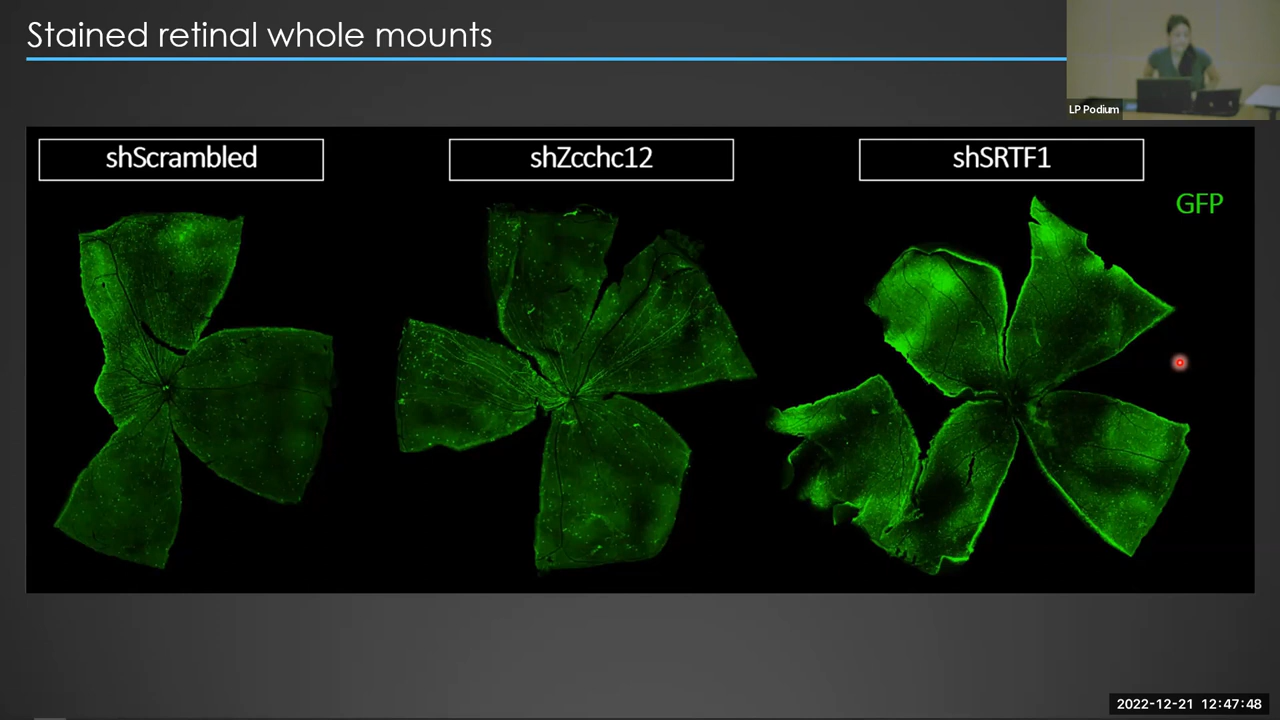 Stained retinal whole mounts
LP Podium
shScrambled
shZcchc12
shSRTF1
GFP
2022-12-21 12:47:48